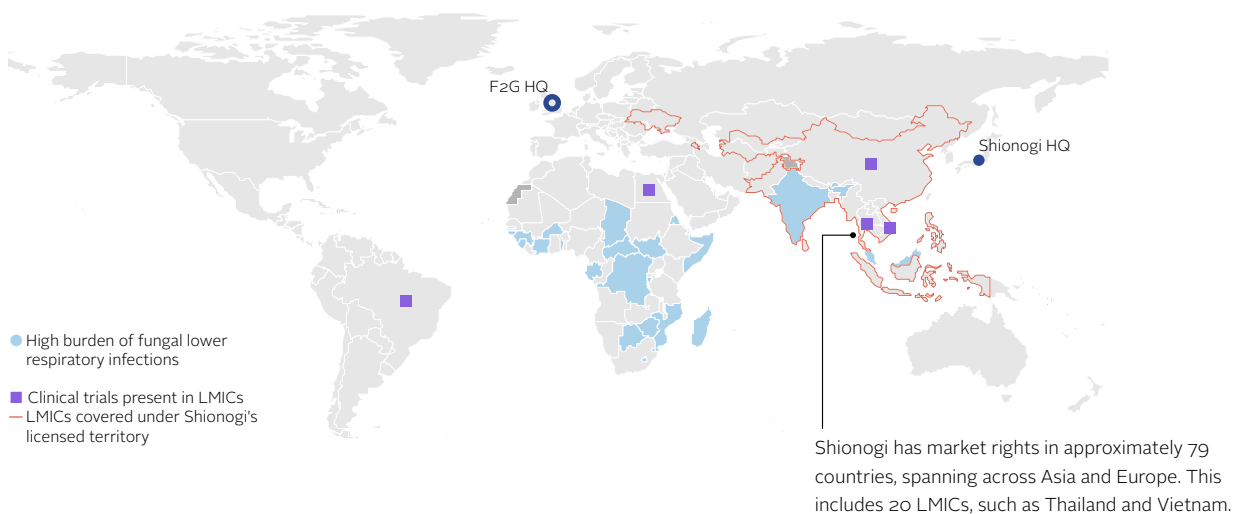 F2G HQ
Shionogi HQ
High burden of fungal lower
respiratory infections
Clinical trials present in LMICs
LMICs covered under Shionogi's
licensed territory
Shionogi has market rights in approximately 79
countries, spanning across Asia and Europe. This
includes 20 LMICs, such as Thailand and Vietnam.